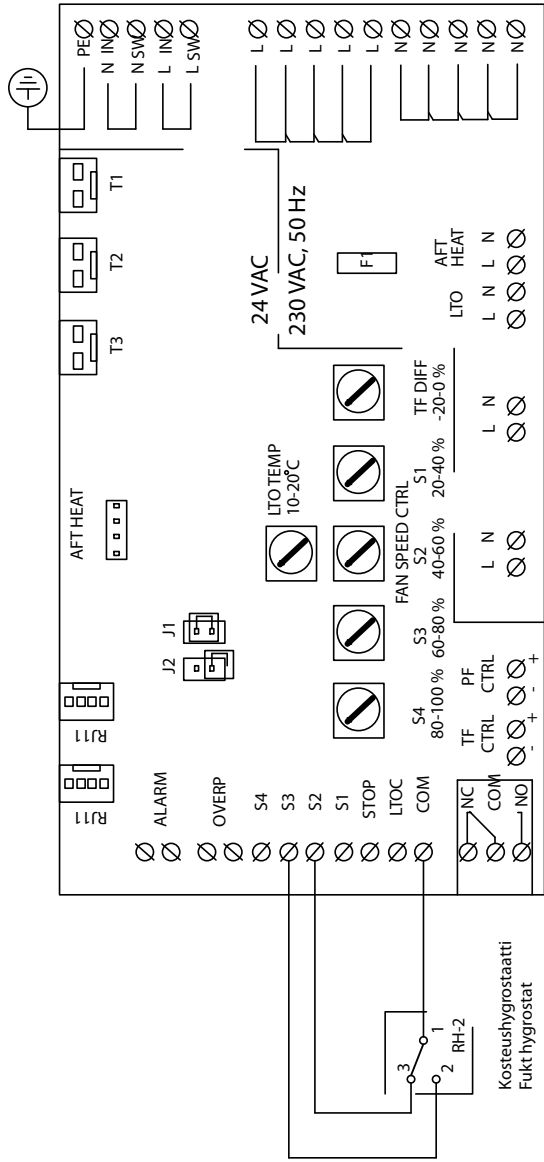 PE
N IN
N SW
L IN
L SW
T1
T2
T3
AFT HEAT
J1
J2
RJ11
RJ11
24 VAC
230 VAC, 50 Hz
F1
L
L
L
L
L
N
N
N
N
N
LTO TEMP
10-20°C
FAN SPEED CTRL
S4
80-100 %
S3
60-80 %
S2
40-60 %
S1
20-40 %
TF DIFF
-20-0 %
ALARM
OVERP
S4
S3
S2
S1
STOP
LTOC
COM
NC
COM
NO
TF
CTRL
- +
PF
CTRL
- +
L N
L N
LTO
L N
AFT
HEAT
L N
3
1
2
RH-2
Kosteushygrostaatti
Fukt hygrostat